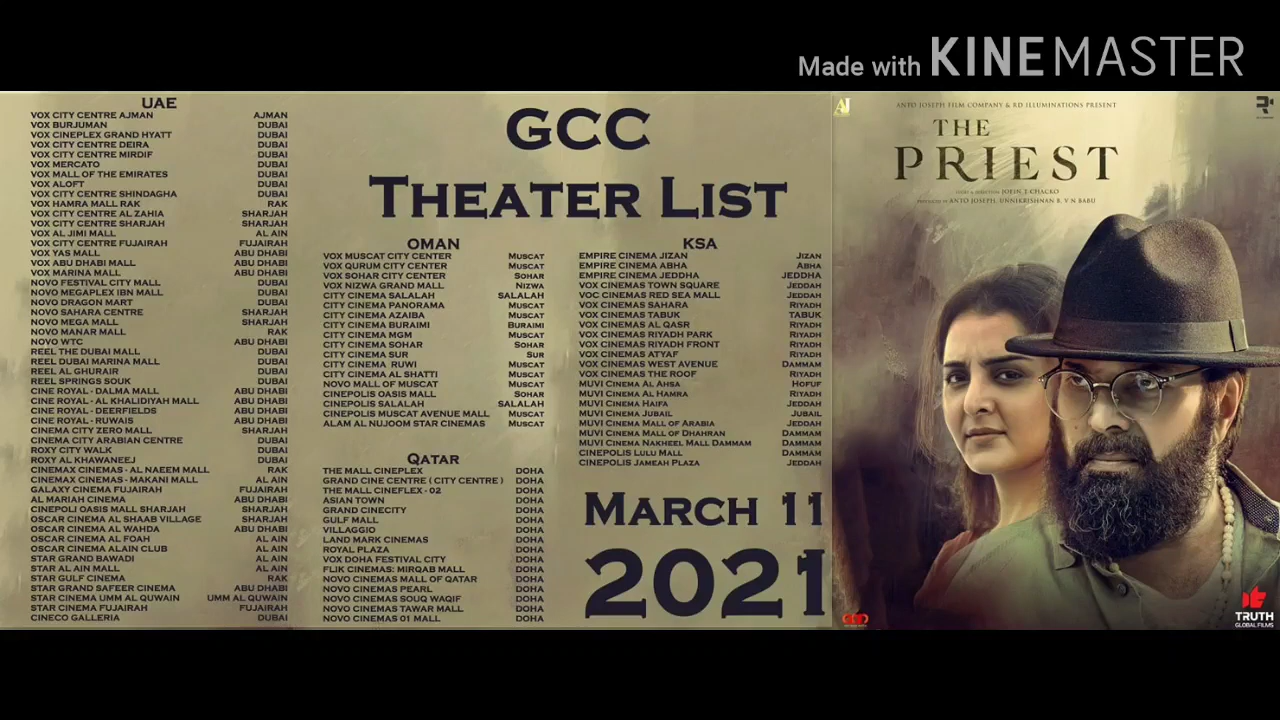 Made with KINEMASTER
UAE
VOX CITY CENTRE AJMAN AJMAN
VOX BURJUMAN DUBAI
VOX CINEPLEX GRAND HYATT DUBAI
VOX CITY CENTRE DEIRA DUBAI
VOX CITY CENTRE MIRDIF DUBAI
VOX MERCATO DUBAI
VOX MALL OF THE EMIRATES DUBAI
VOX ALOFT DUBAI
VOX CITY CENTRE SHINDAGHA DUBAI
VOX HAMRA MALL RAK RAK
VOX CITY CENTRE AL ZAHIA SHARJAH
VOX CITY CENTRE SHARJAH SHARJAH
VOX AL JIMI MALL AL AIN
VOX CITY CENTRE FUJAIRAH FUJAIRAH
VOX YAS MALL ABU DHABI
VOX ABU DHABI MALL ABU DHABI
VOX MARINA MALL ABU DHABI
NOVO FESTIVAL CITY MALL DUBAI
NOVO MEGAPLEX IBN MALL DUBAI
NOVO DRAGON MART DUBAI
NOVO SAHARA CENTRE SHARJAH
NOVO MEGA MALL SHARJAH
NOVO MANAR MALL RAK
NOVO WTC ABU DHABI
REEL THE DUBAI MALL DUBAI
REEL DUBAI MARINA MALL DUBAI
REEL AL GHURAIR DUBAI
REEL SPRINGS SOUK DUBAI
CINE ROYAL - DALMA MALL ABU DHABI
CINE ROYAL - AL KHALIDIYAH MALL ABU DHABI
CINE ROYAL - DEERFIELDS ABU DHABI
CINE ROYAL - RUWAIS ABU DHABI
CINEMA CITY ZERO MALL SHARJAH
CINEMA CITY ARABIAN CENTRE DUBAI
ROXY CITY WALK DUBAI
ROXY AL KHAWANEEJ DUBAI
CINEMAX CINEMAS - AL NAEEM MALL RAK
CINEMAX CINEMAS - MAKANI MALL AL AIN
GALAXY CINEMA FUJAIRAH FUJAIRAH
AL MARIAH CINEMA ABU DHABI
CINEPOLI OASIS MALL SHARJAH SHARJAH
OSCAR CINEMA AL SHAAB VILLAGE SHARJAH
OSCAR CINEMA AL WAHDA ABU DHABI
OSCAR CINEMA AL FOAH AL AIN
OSCAR CINEMA ALAIN CLUB AL AIN
STAR GRAND BAWADI AL AIN
STAR AL AIN MALL AL AIN
STAR GULF CINEMA RAK
STAR GRAND SAFEER CINEMA ABU DHABI
STAR CINEMA UMM AL QUWAIN UMM AL QUWAIN
STAR CINEMA FUJAIRAH FUJAIRAH
CINECO GALLERIA DUBAI
GCC
THEATER LIST
OMAN
VOX MUSCAT CITY CENTER MUSCAT
VOX QURUM CITY CENTER MUSCAT
VOX SOHAR CITY CENTER SOHAR
VOX NIZWA GRAND MALL NIZWA
CITY CINEMA SALALAH SALALAH
CITY CINEMA PANORAMA MUSCAT
CITY CINEMA AZAIBA MUSCAT
CITY CINEMA BURAIMI BURAIMI
CITY CINEMA MGM MUSCAT
CITY CINEMA SOHAR SOHAR
CITY CINEMA SUR SUR
CITY CINEMA RUWI MUSCAT
CITY CINEMA AL SHATTI MUSCAT
NOVO MALL OF MUSCAT MUSCAT
CINEPOLIS OASIS MALL SOHAR
CINEPOLIS SALALAH SALALAH
CINEPOLIS MUSCAT AVENUE MALL MUSCAT
ALAM AL NUJOOM STAR CINEMAS MUSCAT
QATAR
THE MALL CINEPLEX DOHA
GRAND CINE CENTRE ( CITY CENTRE ) DOHA
THE MALL CINEFLEX - 02 DOHA
ASIAN TOWN DOHA
GRAND CINECITY DOHA
GULF MALL DOHA
VILLAGGIO DOHA
LAND MARK CINEMAS DOHA
ROYAL PLAZA DOHA
VOX DOHA FESTIVAL CITY DOHA
FLIK CINEMAS: MIRQAB MALL DOHA
NOVO CINEMAS MALL OF QATAR DOHA
NOVO CINEMAS PEARL DOHA
NOVO CINEMAS SOUQ WAQIF DOHA
NOVO CINEMAS TAWAR MALL DOHA
NOVO CINEMAS 01 MALL DOHA
KSA
EMPIRE CINEMA JIZAN JIZAN
EMPIRE CINEMA ABHA ABHA
EMPIRE CINEMA JEDDHA JEDDHA
VOX CINEMAS TOWN SQUARE JEDDAH
VOC CINEMAS RED SEA MALL JEDDAH
VOX CINEMAS SAHARA RIYADH
VOX CINEMAS TABUK TABUK
VOX CINEMAS AL QASR RIYADH
VOX CINEMAS RIYADH PARK RIYADH
VOX CINEMAS RIYADH FRONT RIYADH
VOX CINEMAS ATYAF RIYADH
VOX CINEMAS WEST AVENUE DAMMAM
VOX CINEMAS THE ROOF RIYADH
MUVI CINEMA AL AHSA HOFUF
MUVI CINEMA AL HAMRA RIYADH
MUVI CINEMA HAIFA JEDDAH
MUVI CINEMA JUBAIL JUBAIL
MUVI CINEMA MALL OF ARABIA JEDDAH
MUVI CINEMA MALL OF DHAHRAN DAMMAM
MUVI CINEMA NAKHEEL MALL DAMMAM DAMMAM
CINEPOLIS LULU MALL DAMMAM
CINEPOLIS JAMEAH PLAZA JEDDAH
MARCH 11
2021
AJ
ANTO JOSEPH FILM COMPANY & RD ILLUMINATIONS PRESENT
THE
PRIEST
STORY & DIRECTION JOFIN T CHACKO
PRODUCED BY ANTO JOSEPH, UNNIKRISHNAN B, V N BABU
TRUTH
GLOBAL FILMS